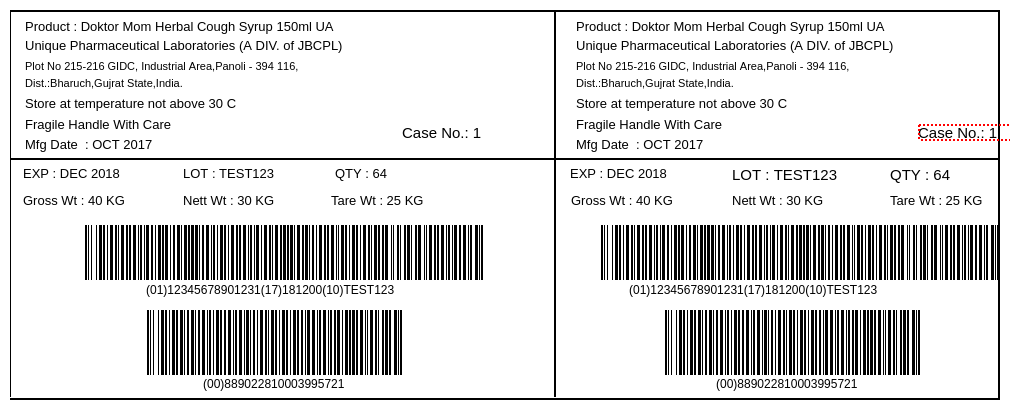 Product : Doktor Mom Herbal Cough Syrup 150ml UA
Unique Pharmaceutical Laboratories (A DIV. of JBCPL)
Plot No 215-216 GIDC, Industrial Area,Panoli - 394 116,
Dist.:Bharuch,Gujrat State,India.
Store at temperature not above 30 C
Fragile Handle With Care
Case No.: 1
Mfg Date : OCT 2017
EXP : DEC 2018 LOT : TEST123 QTY : 64
Gross Wt : 40 KG Nett Wt : 30 KG Tare Wt : 25 KG
(01)12345678901231(17)181200(10)TEST123
(00)889022810003995721
Product : Doktor Mom Herbal Cough Syrup 150ml UA
Unique Pharmaceutical Laboratories (A DIV. of JBCPL)
Plot No 215-216 GIDC, Industrial Area,Panoli - 394 116,
Dist.:Bharuch,Gujrat State,India.
Store at temperature not above 30 C
Fragile Handle With Care
Case No.: 1
Mfg Date : OCT 2017
EXP : DEC 2018 LOT : TEST123 QTY : 64
Gross Wt : 40 KG Nett Wt : 30 KG Tare Wt : 25 KG
(01)12345678901231(17)181200(10)TEST123
(00)889022810003995721